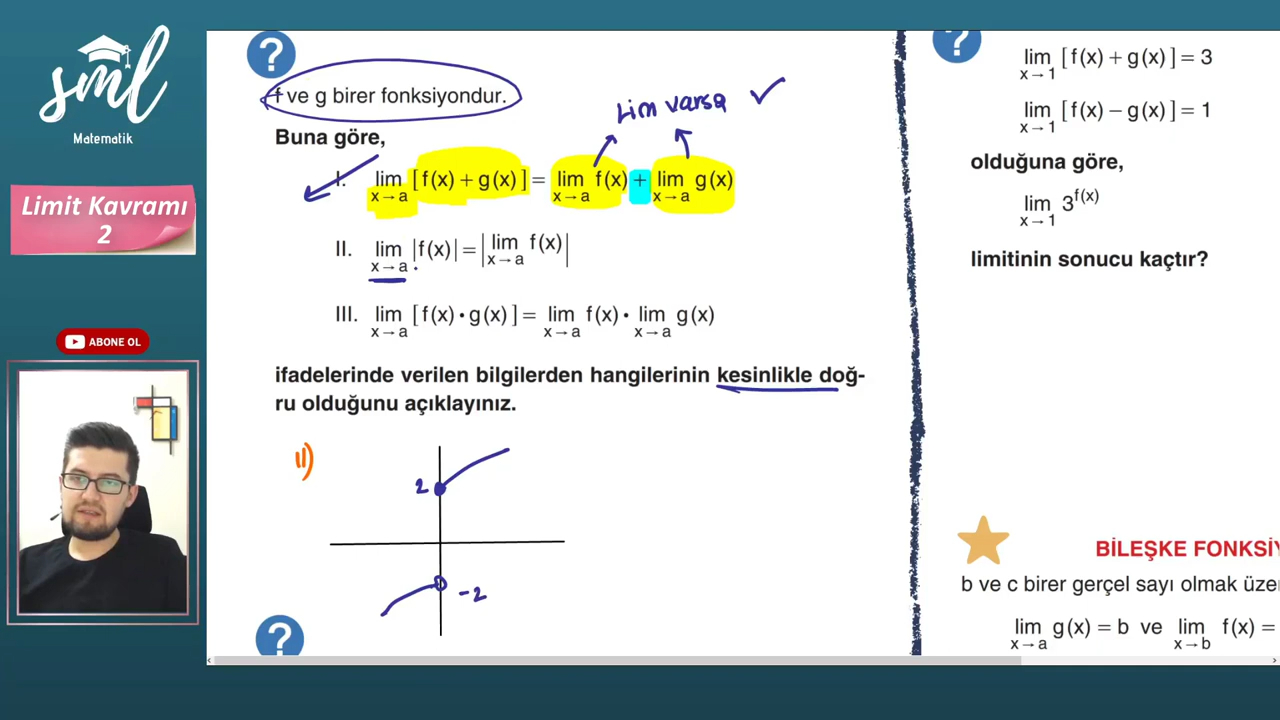 sml
Matematik
Limit Kavramı
2
ABONE OL
?
f ve g birer fonksiyondur.
Lim varsa ✓
Buna göre,
I. lim x→a [f(x) + g(x)] = lim x→a f(x) + lim x→a g(x)
II. lim x→a |f(x)| = |lim x→a f(x)|
III. lim x→a [f(x) • g(x)] = lim x→a f(x) • lim x→a g(x)
ifadelerinde verilen bilgilerden hangilerinin kesinlikle doğ-
ru olduğunu açıklayınız.
II)
2
-2
?
?
lim x→1 [f(x) + g(x)] = 3
lim x→1 [f(x) − g(x)] = 1
olduğuna göre,
lim x→1 3^f(x)
limitinin sonucu kaçtır?
BİLEŞKE FONKSİY
b ve c birer gerçel sayı olmak üze
lim x→a g(x) = b ve lim x→b f(x) =